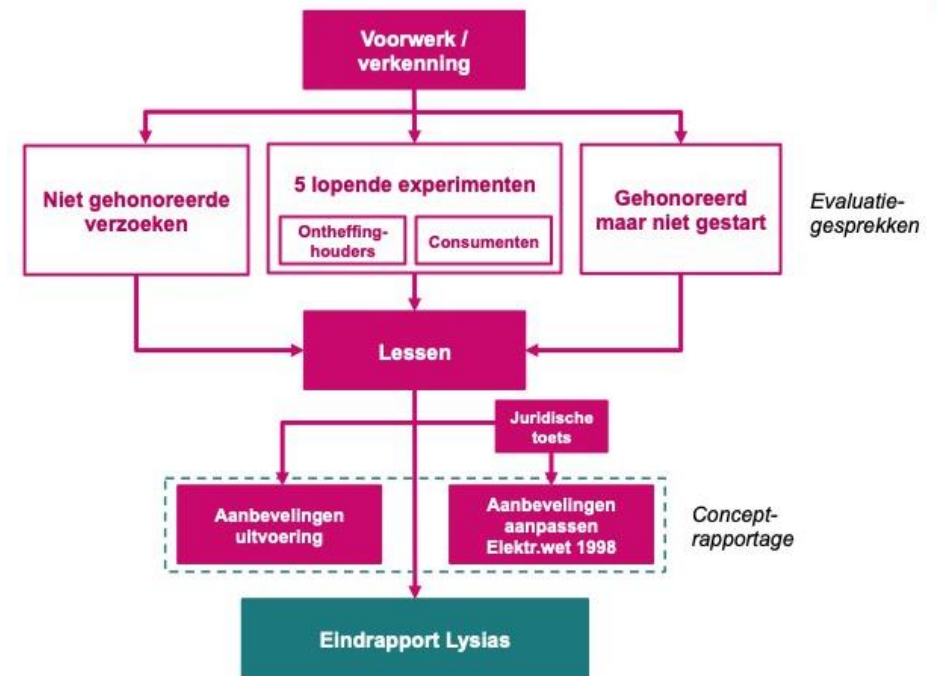 Voorwerk /
verkenning
Niet gehonoreerde
verzoeken
5 lopende experimenten
Ontheffing-
houders
Consumenten
Gehonoreerd
maar niet gestart
Evaluatie-
gesprekken
Lessen
Juridische
toets
Aanbevelingen
uitvoering
Aanbevelingen
aanpassen
Elektr.wet 1998
Concept-
rapportage
Eindrapport Lysias